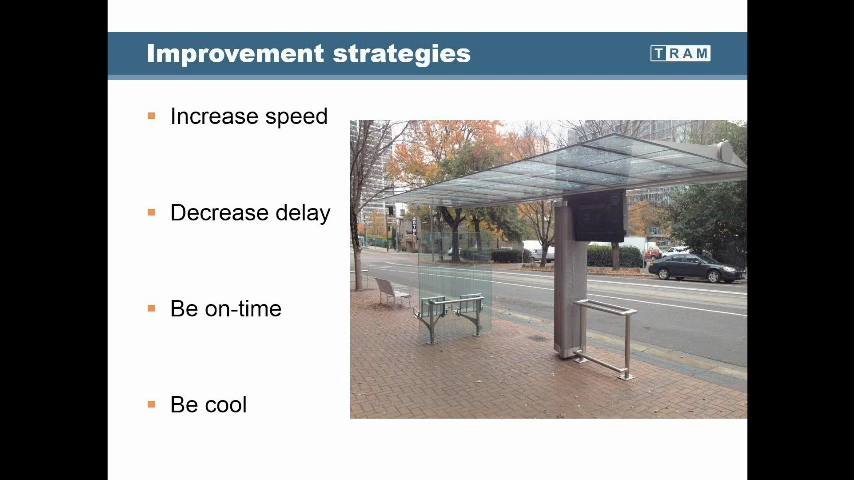 Improvement strategies
TRAM
Increase speed
Decrease delay
Be on-time
Be cool